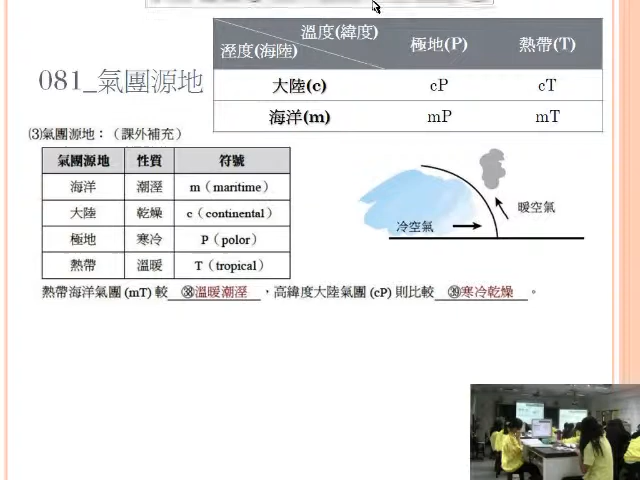 溫度(緯度)
溼度(海陸)
極地(P)
熱帶(T)
大陸(c)
cP
cT
海洋(m)
mP
mT
081_氣團源地
⑶氣團源地：（課外補充）
氣團源地
性質
符號
海洋
潮溼
m（maritime）
大陸
乾燥
c（continental）
極地
寒冷
P（polor）
熱帶
溫暖
T（tropical）
冷空氣
暖空氣
熱帶海洋氣團 (mT) 較 ㊳溫暖潮溼 ，高緯度大陸氣團 (cP) 則比較 ㊴寒冷乾燥 。